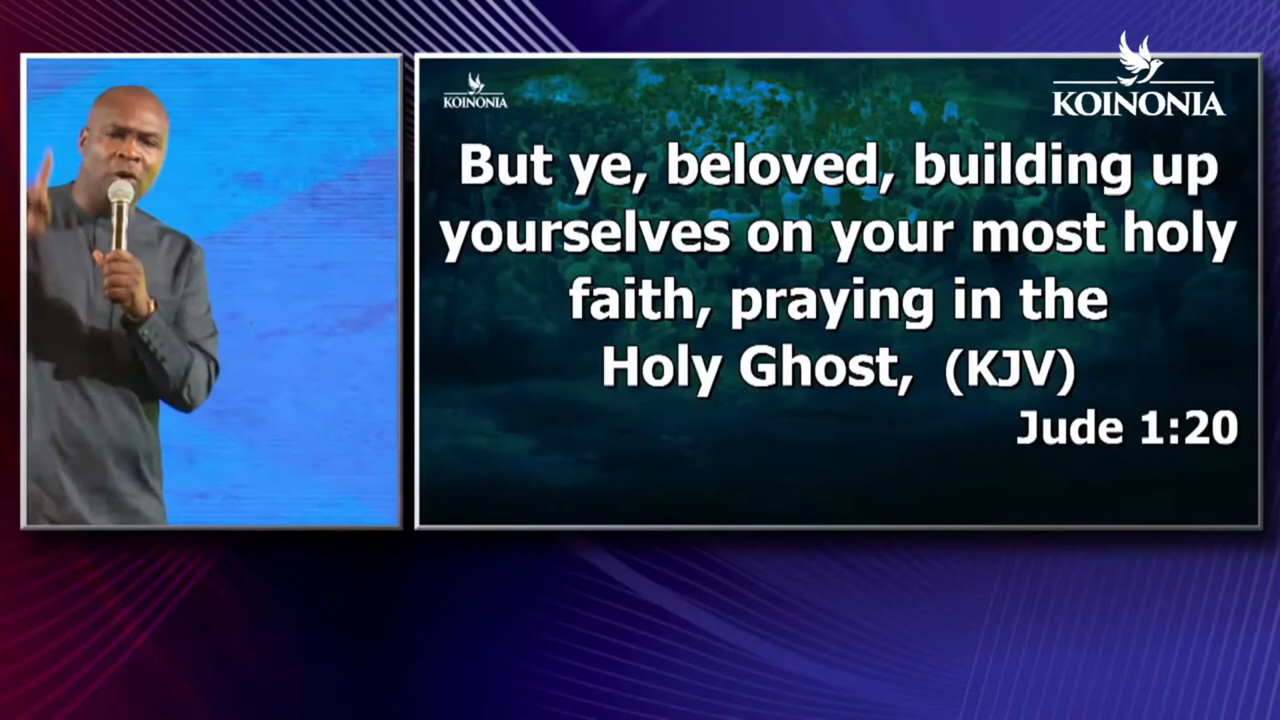 KOINONIA
KOINONIA
But ye, beloved, building up
yourselves on your most holy
faith, praying in the
Holy Ghost, (KJV)
Jude 1:20